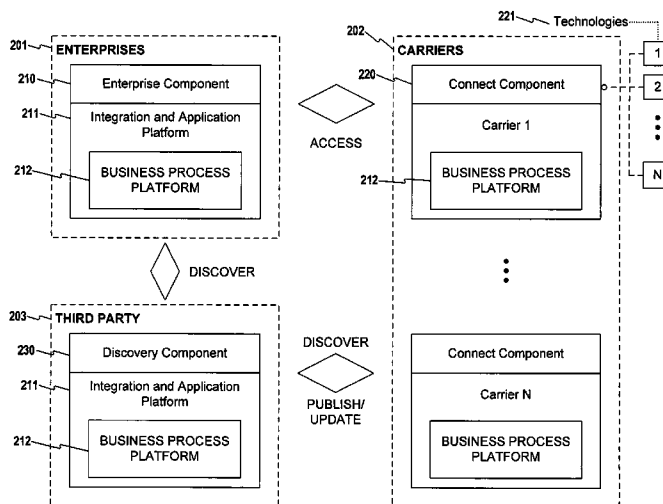 201
ENTERPRISES
210
Enterprise Component
211
Integration and Application
Platform
212
BUSINESS PROCESS
PLATFORM
ACCESS
202
CARRIERS
220
Connect Component
Carrier 1
212
BUSINESS PROCESS
PLATFORM
221
Technologies
1
2
N
DISCOVER
203
THIRD PARTY
230
Discovery Component
211
Integration and Application
Platform
212
BUSINESS PROCESS
PLATFORM
DISCOVER
PUBLISH/
UPDATE
Connect Component
Carrier N
BUSINESS PROCESS
PLATFORM